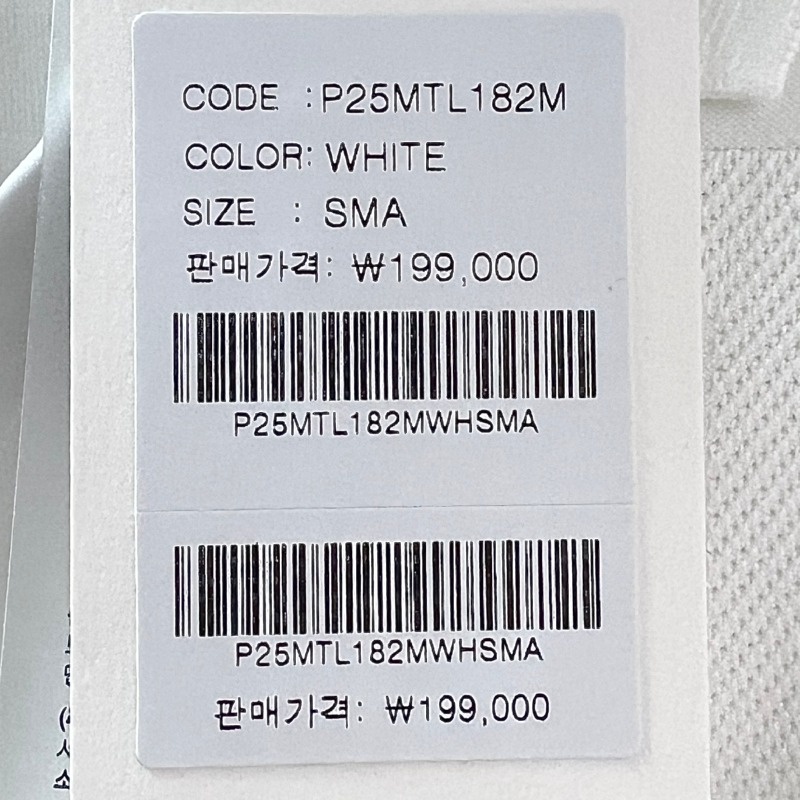 CODE :P25MTL182M
COLOR: WHITE
SIZE : SMA
판매가격: ₩199,000
P25MTL182MWHSMA
P25MTL182MWHSMA
판매가격: ₩199,000